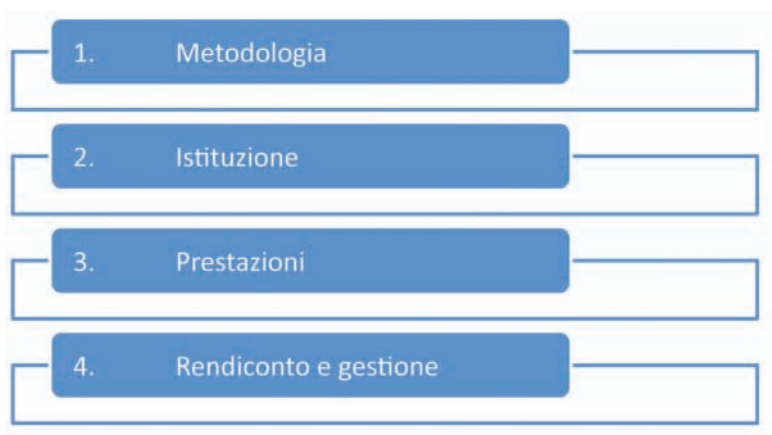 1. Metodologia
2. Istituzione
3. Prestazioni
4. Rendiconto e gestione